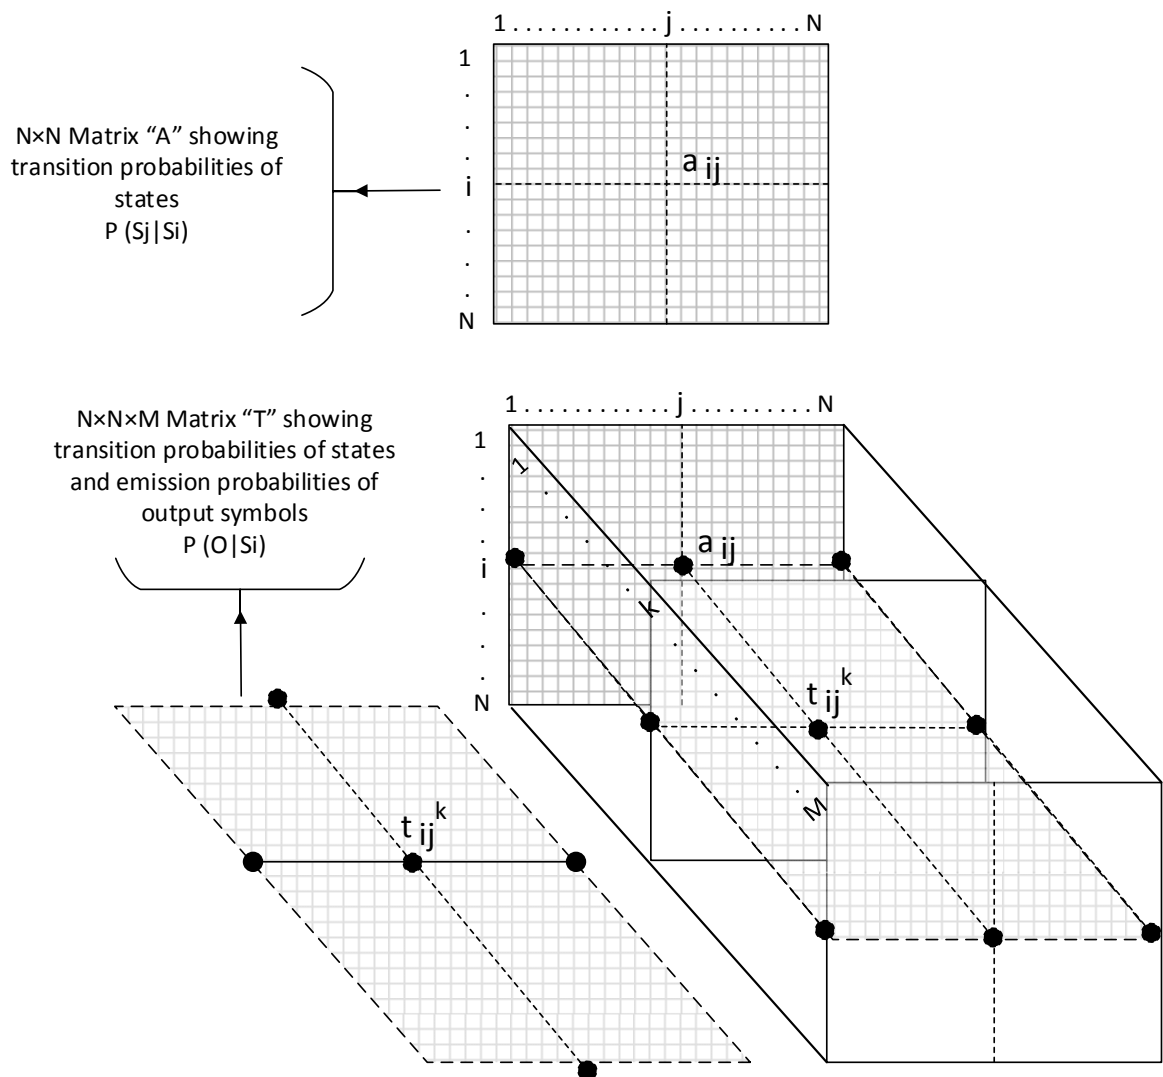 1 . . . . . . . . . . . . j . . . . . . . . . . N
1
.
.
i
.
.
.
N
a ij
N×N Matrix “A” showing
transition probabilities of
states
P (Sj|Si)
N×N×M Matrix “T” showing
transition probabilities of states
and emission probabilities of
output symbols
P (O|Si)
1 . . . . . . . . . . . . j . . . . . . . . . . N
1
.
.
i
.
.
.
N
1
. . . .
k
. . . . . .
M
a ij
t ij k
t ij k